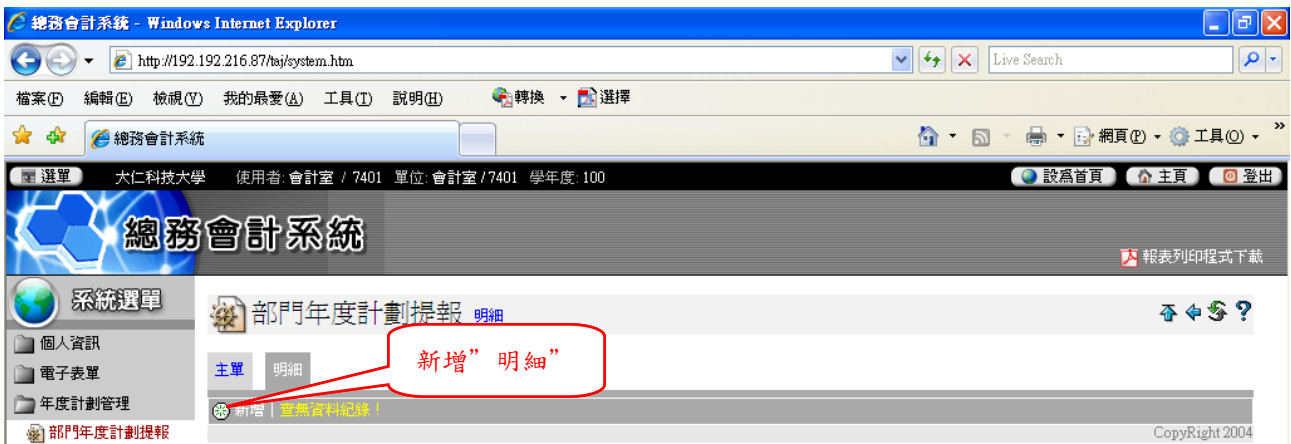 總務會計系統 - Windows Internet Explorer
http://192.192.216.87/taj/system.htm
Live Search
檔案(F) 編輯(E) 檢視(V) 我的最愛(A) 工具(T) 說明(H) 轉換 選擇
總務會計系統 網頁(P) 工具(O) »
選單 大仁科技大學 使用者: 會計室 / 7401 單位: 會計室 / 7401 學年度: 100 設為首頁 主頁 登出
總務會計系統
報表列印程式下載
系統選單
部門年度計劃提報 明細
個人資訊
電子表單
年度計劃管理
部門年度計劃提報
主單 明細
新增”明細”
新增 | 查無資料紀錄！
CopyRight 2004